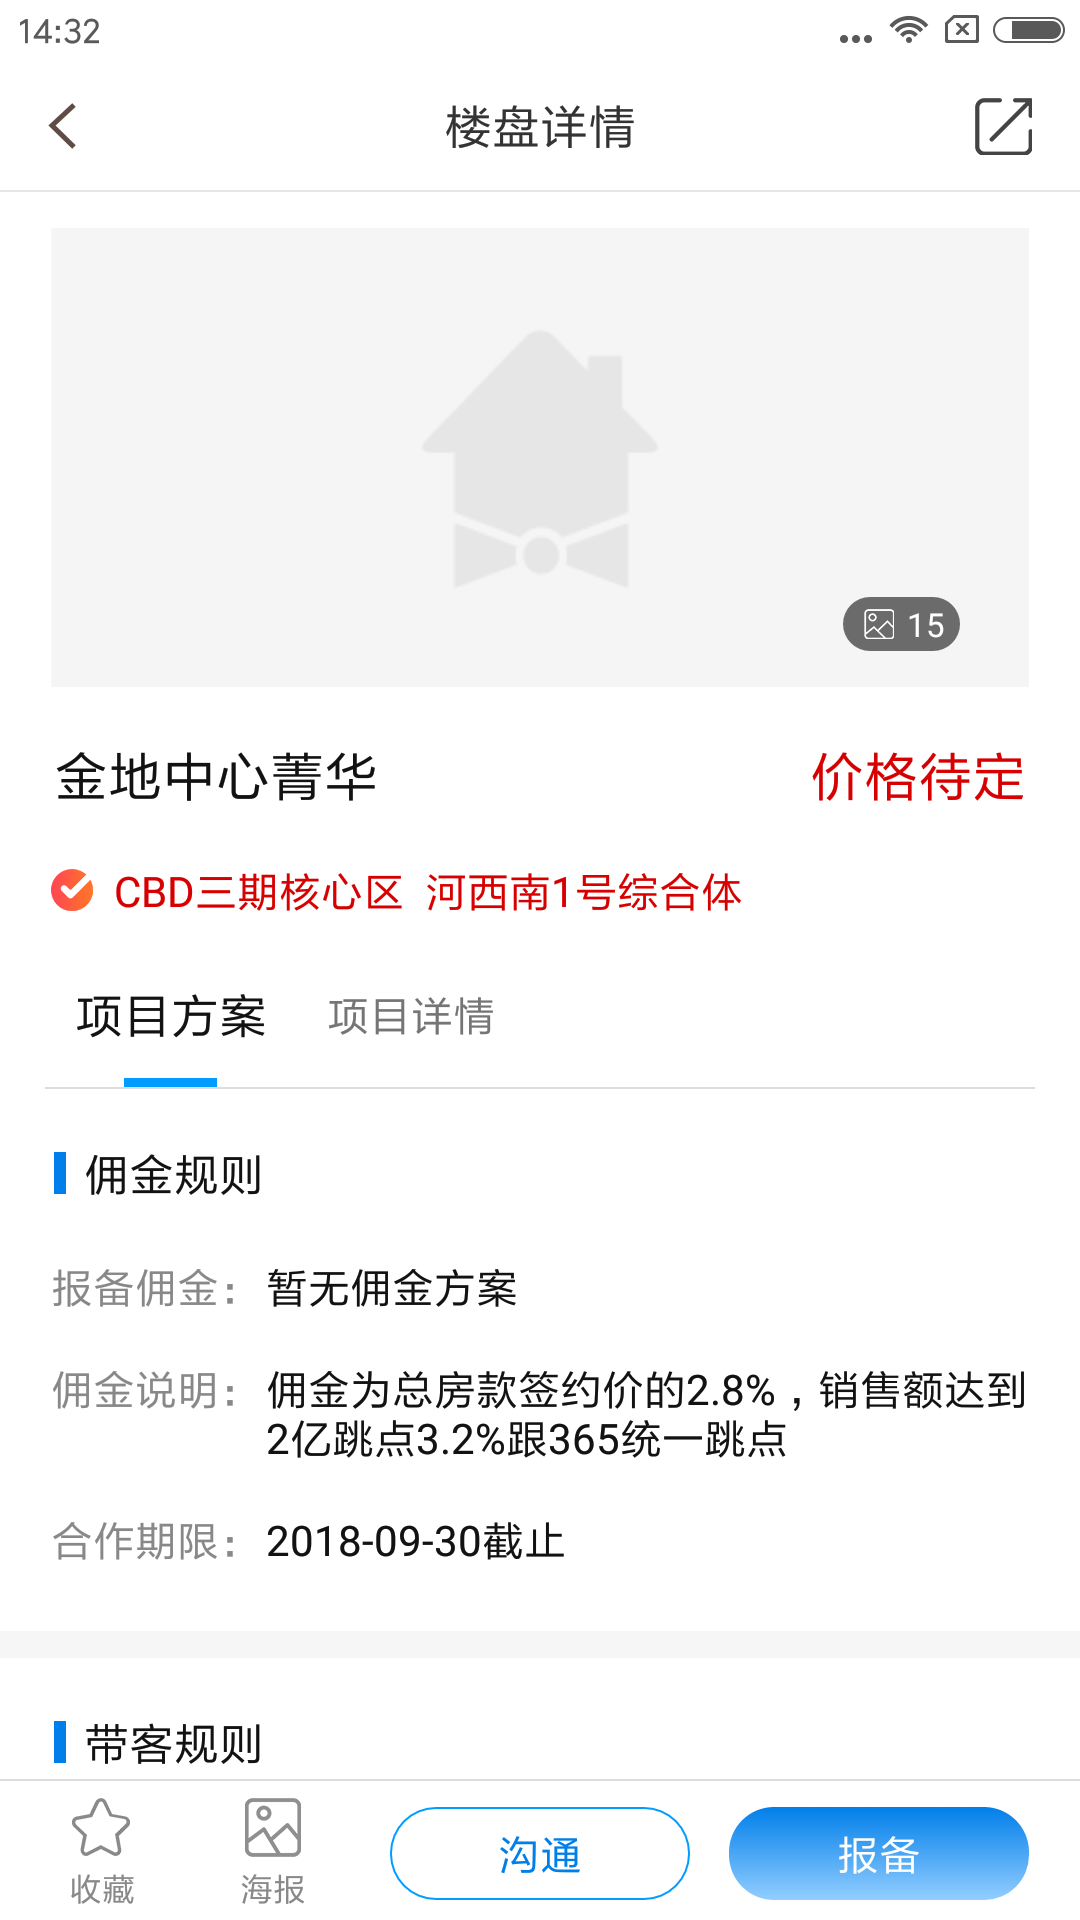 14:32
楼盘详情
15
金地中心菁华
价格待定
CBD三期核心区 河西南1号综合体
项目方案
项目详情
佣金规则
报备佣金：暂无佣金方案
佣金说明：佣金为总房款签约价的2.8%，销售额达到
2亿跳点3.2%跟365统一跳点
合作期限：2018-09-30截止
带客规则
收藏
海报
沟通
报备